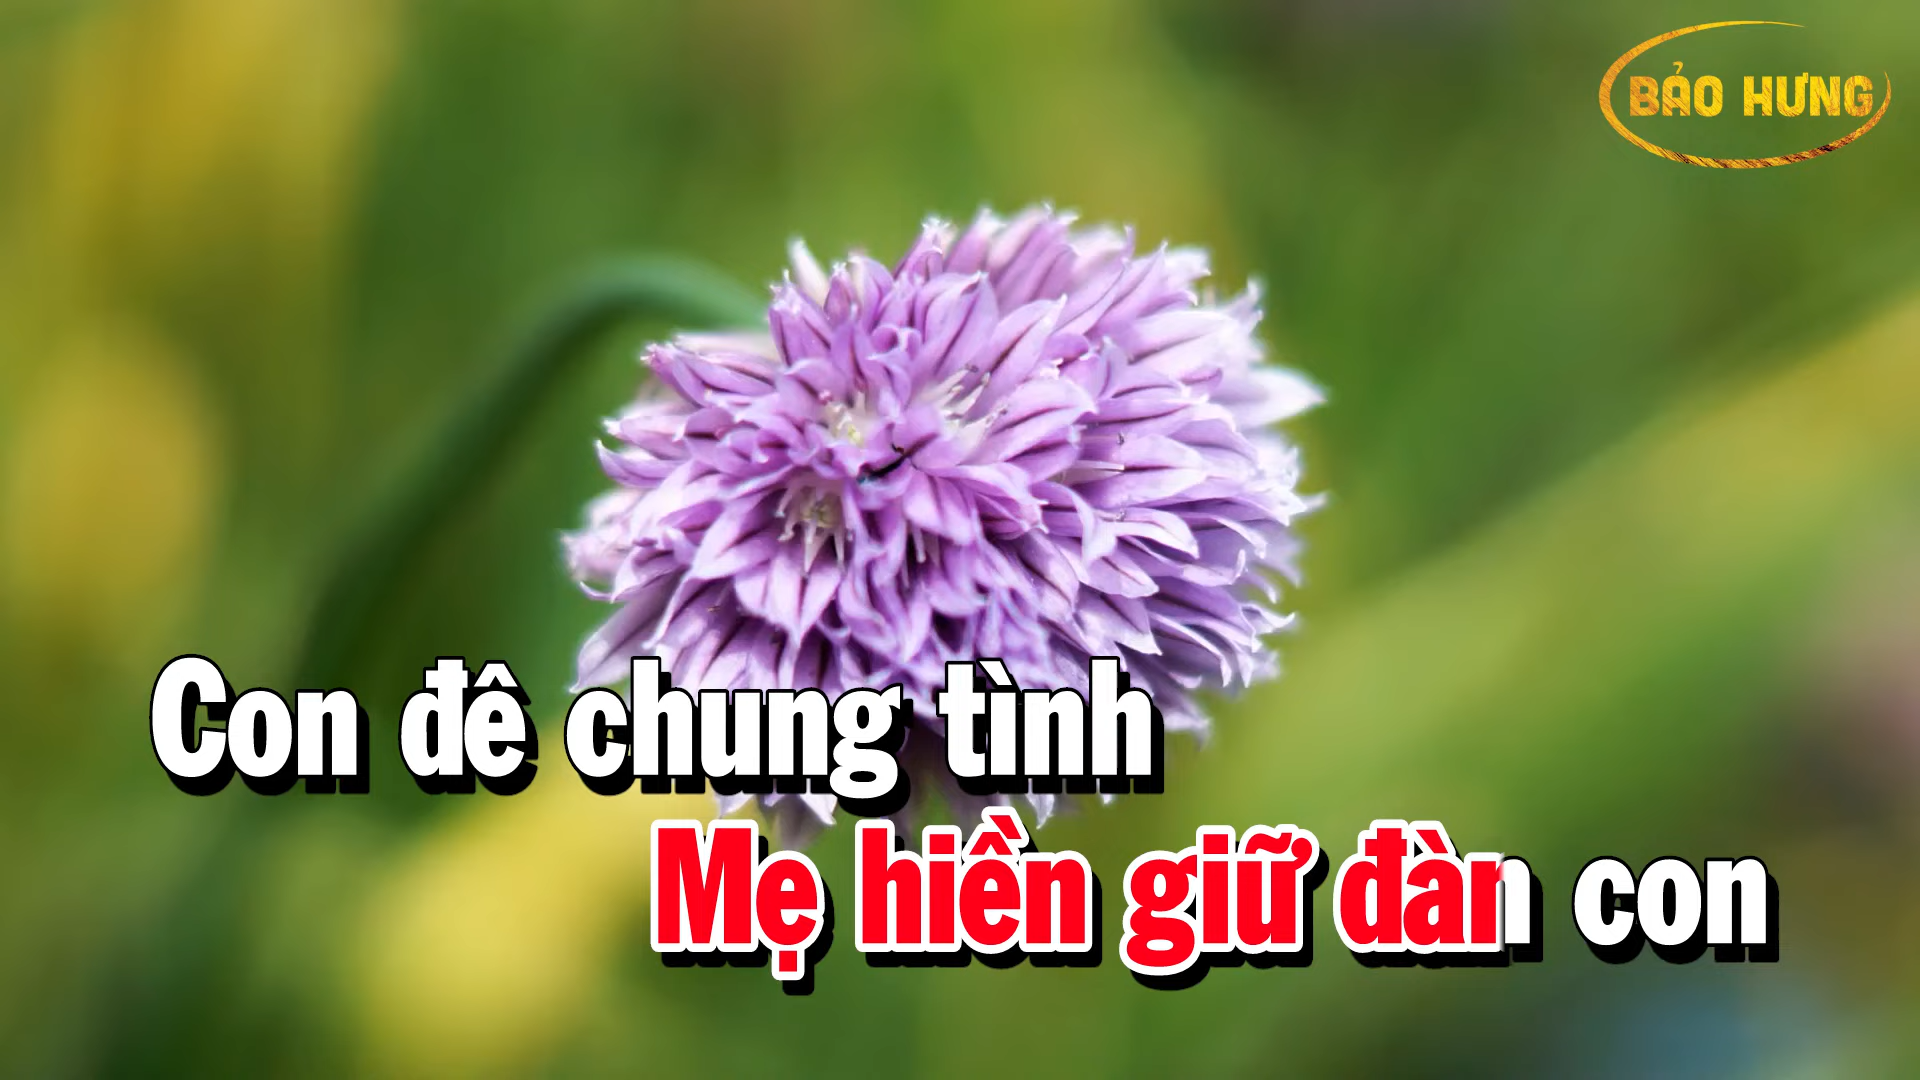 BẢO HƯNG
Con đê chung tình
Mẹ hiền giữ đàn con